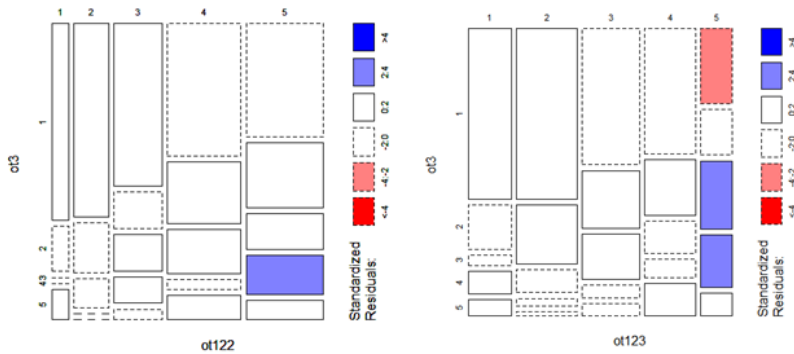 1 2 3 4 5
ot3
1
2
43
5
ot122
Standardized
Residuals:
<-4
-4:-2
-2:0
0:2
2:4
>4
1 2 3 4 5
ot3
1
2
3
4
5
ot123
Standardized
Residuals:
<-4
-4:-2
-2:0
0:2
2:4
>4